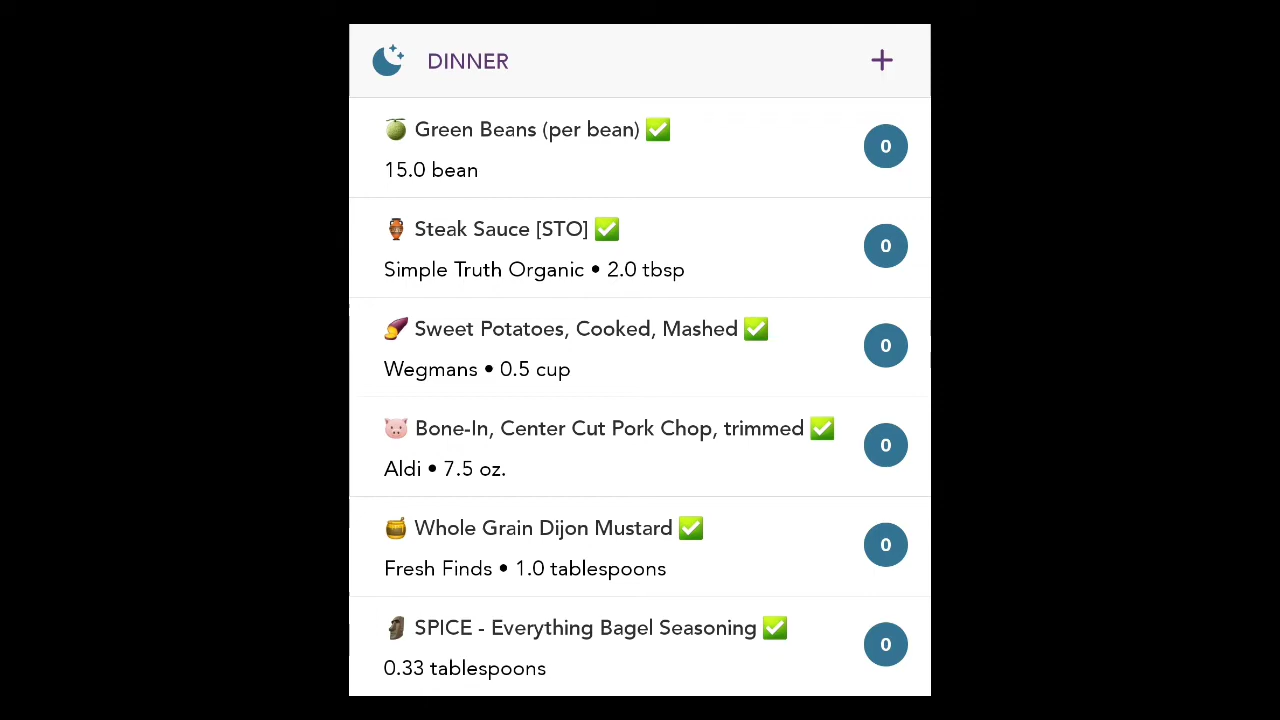 DINNER
Green Beans (per bean)
0
15.0 bean
Steak Sauce [STO]
0
Simple Truth Organic • 2.0 tbsp
Sweet Potatoes, Cooked, Mashed
0
Wegmans • 0.5 cup
Bone-In, Center Cut Pork Chop, trimmed
0
Aldi • 7.5 oz.
Whole Grain Dijon Mustard
0
Fresh Finds • 1.0 tablespoons
SPICE - Everything Bagel Seasoning
0
0.33 tablespoons